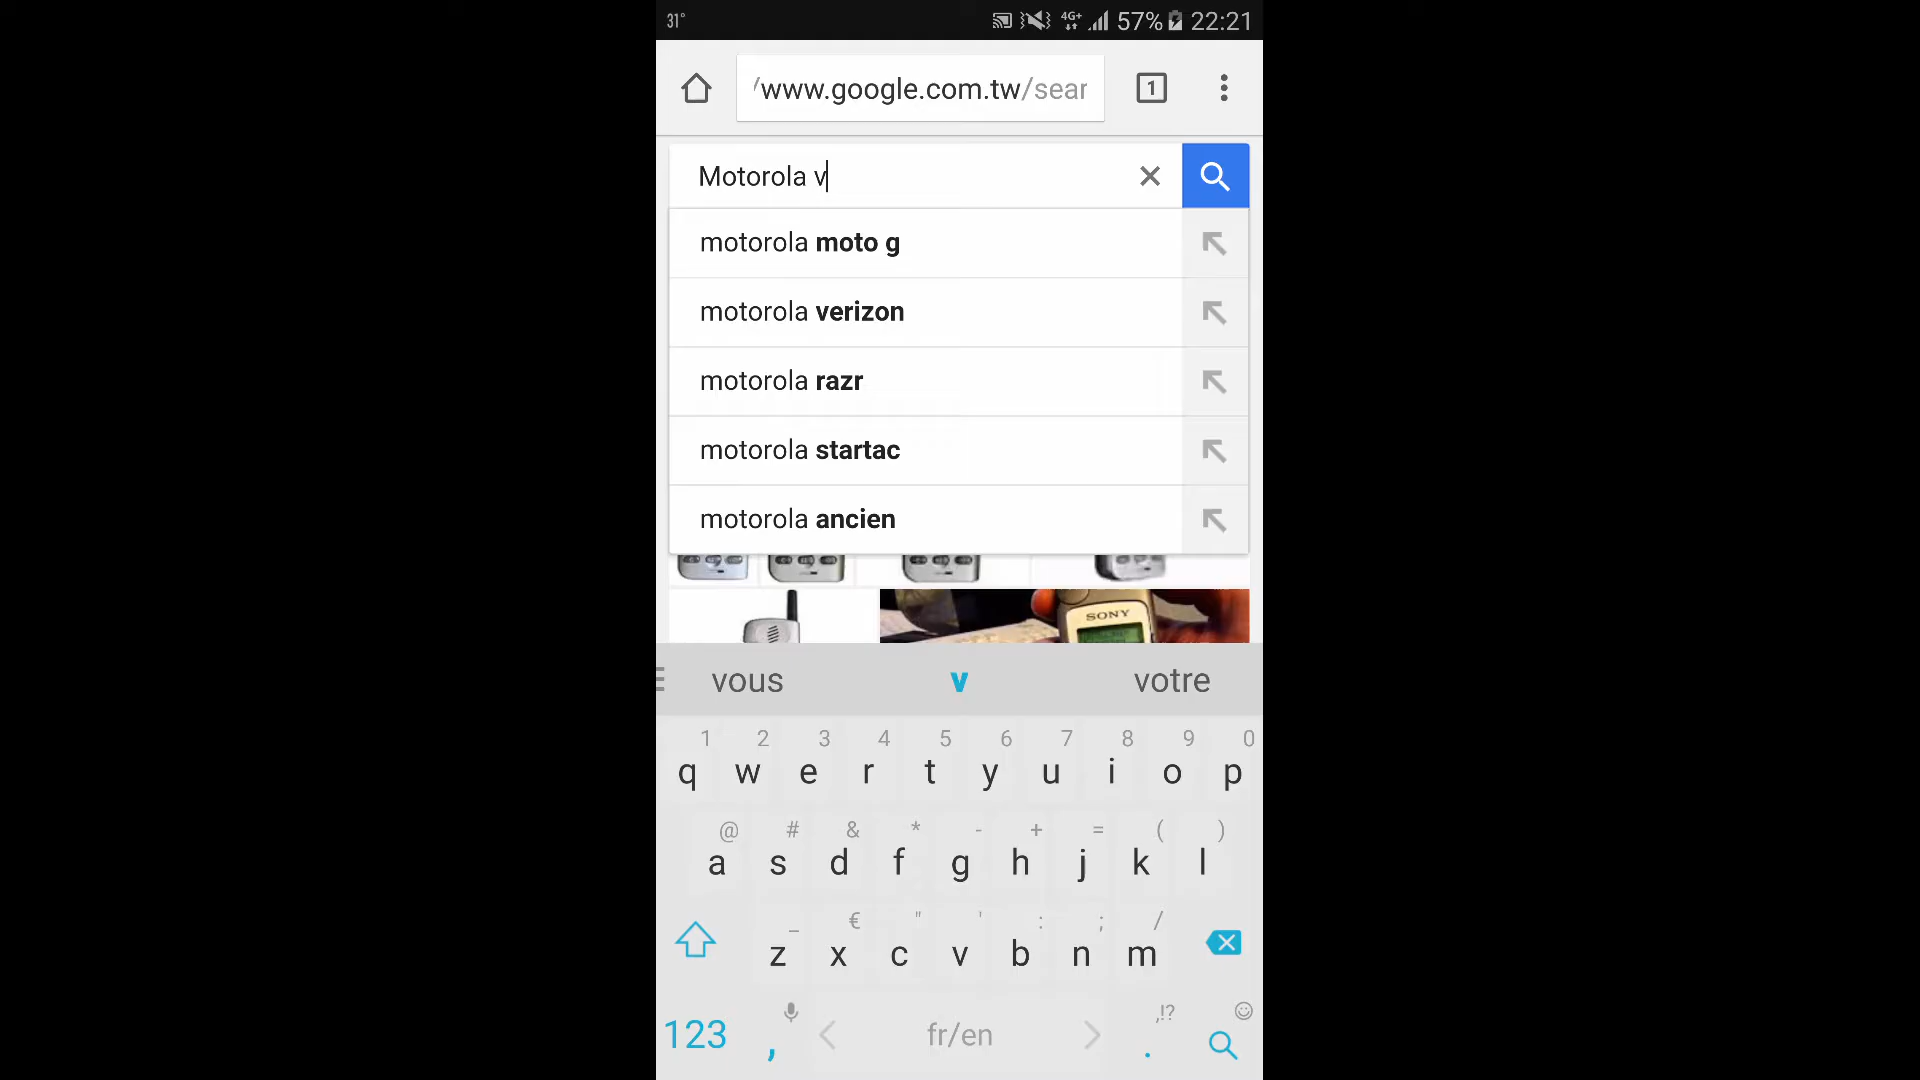 31°
4G+ 57% 22:21
/www.google.com.tw/sear
1
Motorola v
motorola moto g
motorola verizon
motorola razr
motorola startac
motorola ancien
SONY
vous v votre
1 2 3 4 5 6 7 8 9 0
q w e r t y u i o p
@ # & * - + = ( )
a s d f g h j k l
_ € " ' : ; /
z x c v b n m
,!?
123 , fr/en .